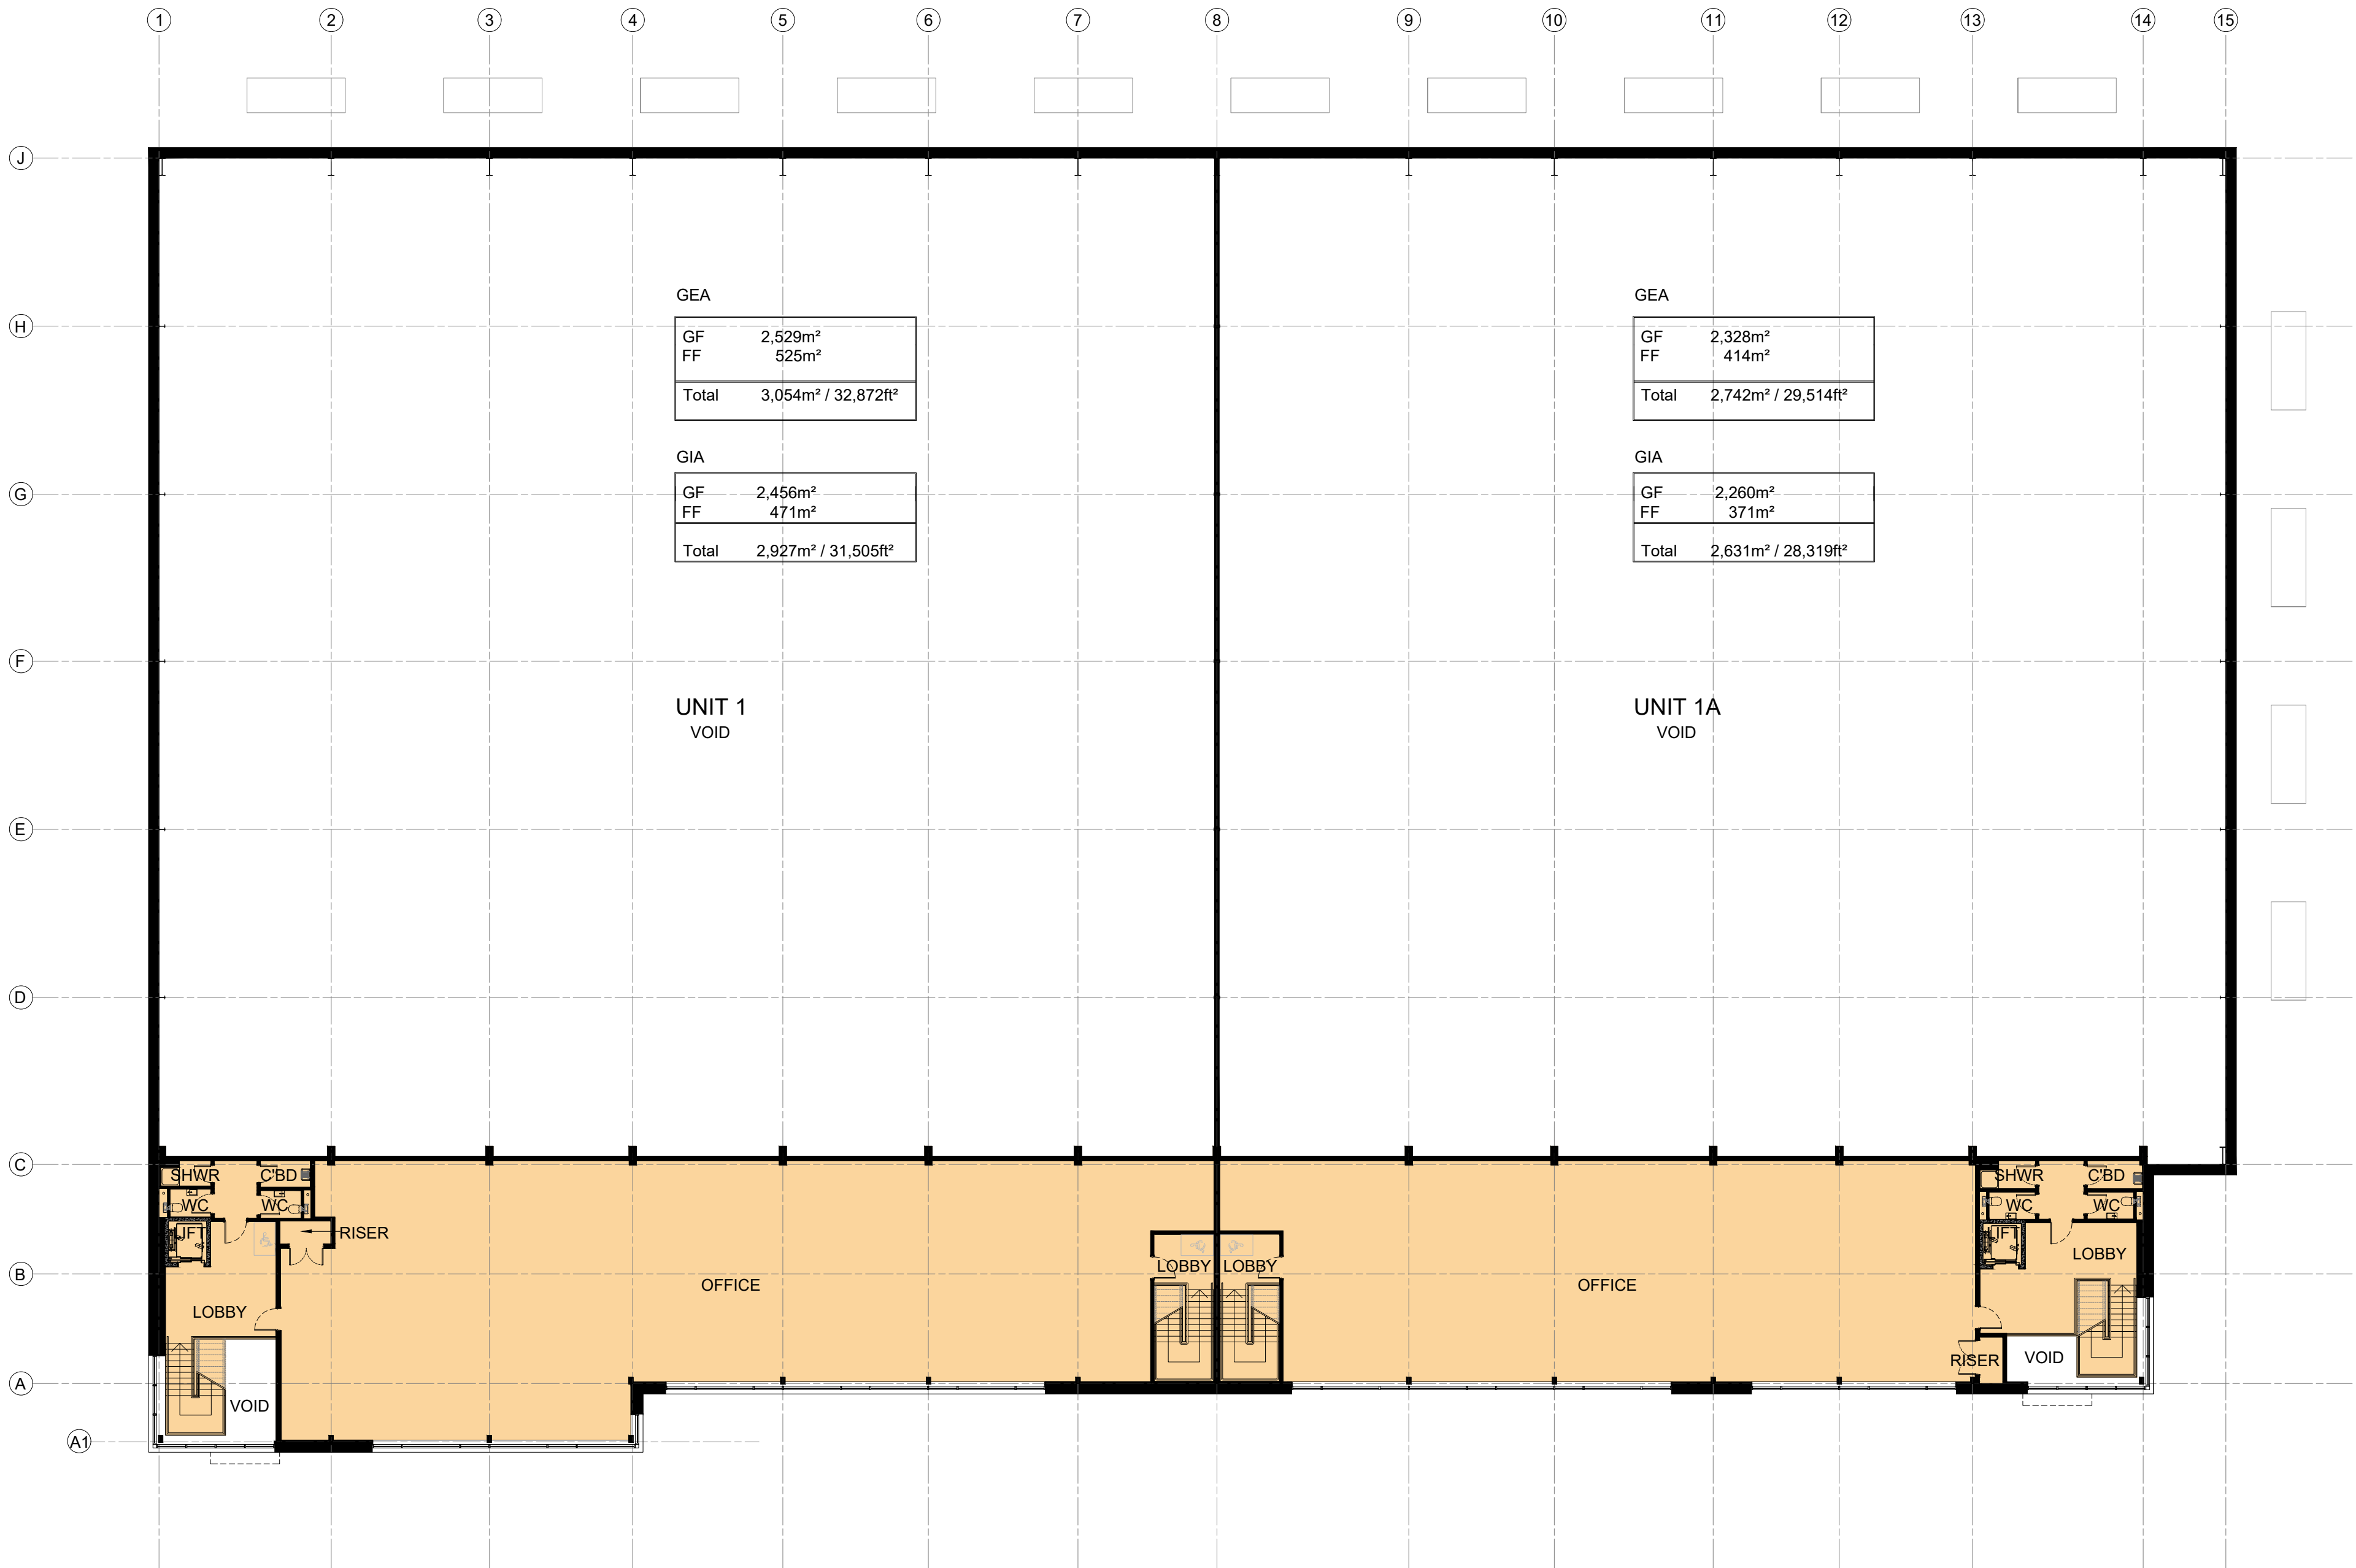 1 2 3 4 5 6 7 8 9 10 11 12 13 14 15
J
GEA GEA
H
GF 2,529m² GF 2,328m²
FF 525m² FF 414m²
Total 3,054m² / 32,872ft² Total 2,742m² / 29,514ft²
GIA GIA
G
GF 2,456m² GF 2,260m²
FF 471m² FF 371m²
Total 2,927m² / 31,505ft² Total 2,631m² / 28,319ft²
F
UNIT 1 UNIT 1A
VOID VOID
E
D
C
SHWR C'BD SHWR C'BD
WC WC WC WC
RISER
LOBBY
LOBBY LOBBY
B
OFFICE OFFICE
LOBBY
RISER VOID
A
VOID
A1